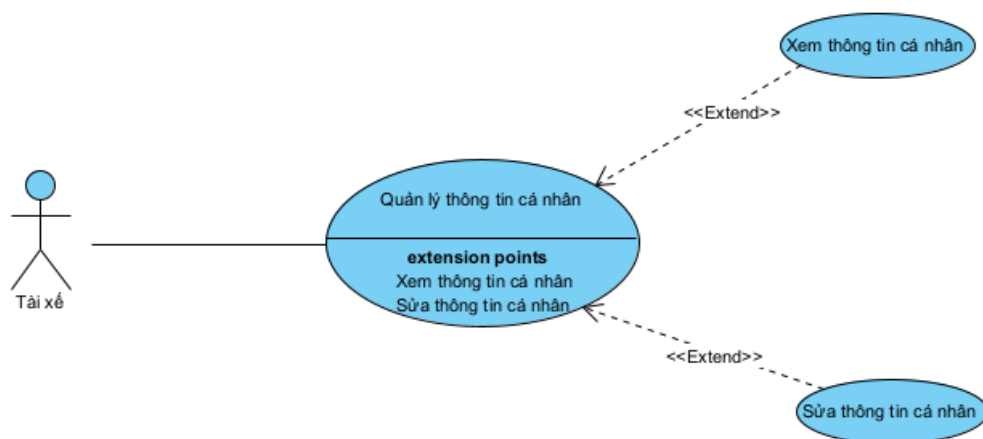 Xem thông tin cá nhân
<<Extend>>
Quản lý thông tin cá nhân
extension points
Xem thông tin cá nhân
Sửa thông tin cá nhân
Tài xế
<<Extend>>
Sửa thông tin cá nhân